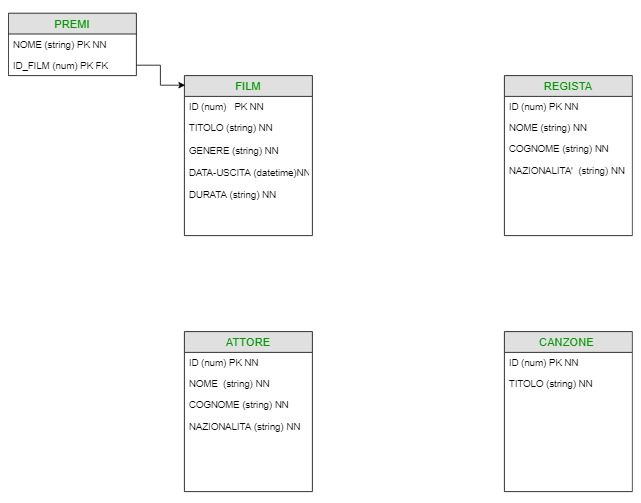 PREMI
NOME (string) PK NN
ID_FILM (num) PK FK
FILM
ID (num) PK NN
TITOLO (string) NN
GENERE (string) NN
DATA-USCITA (datetime)NN
DURATA (string) NN
REGISTA
ID (num) PK NN
NOME (string) NN
COGNOME (string) NN
NAZIONALITA' (string) NN
ATTORE
ID (num) PK NN
NOME (string) NN
COGNOME (string) NN
NAZIONALITA (string) NN
CANZONE
ID (num) PK NN
TITOLO (string) NN